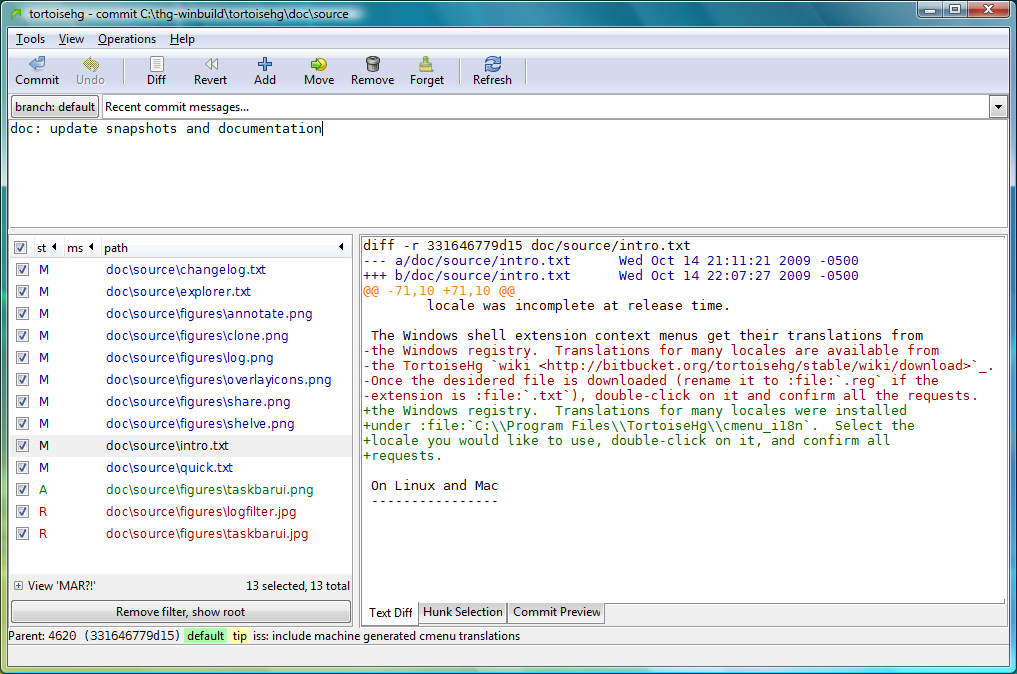 tortoisehg - commit C:\thg-winbuild\tortoisehg\doc\source
Tools View Operations Help
Commit Undo Diff Revert Add Move Remove Forget Refresh
branch: default Recent commit messages...
doc: update snapshots and documentation
st ms path
M doc\source\changelog.txt
M doc\source\explorer.txt
M doc\source\figures\annotate.png
M doc\source\figures\clone.png
M doc\source\figures\log.png
M doc\source\figures\overlayicons.png
M doc\source\figures\share.png
M doc\source\figures\shelve.png
M doc\source\intro.txt
M doc\source\quick.txt
A doc\source\figures\taskbarui.png
R doc\source\figures\logfilter.jpg
R doc\source\figures\taskbarui.jpg
View 'MAR?!' 13 selected, 13 total
Remove filter, show root
diff -r 331646779d15 doc/source/intro.txt
--- a/doc/source/intro.txt Wed Oct 14 21:11:21 2009 -0500
+++ b/doc/source/intro.txt Wed Oct 14 22:07:27 2009 -0500
@@ -71,10 +71,10 @@
locale was incomplete at release time.
The Windows shell extension context menus get their translations from
-the Windows registry.  Translations for many locales are available from
-the TortoiseHg `wiki <http://bitbucket.org/tortoisehg/stable/wiki/download>`_.
-Once the desidered file is downloaded (rename it to :file:`.reg` if the
-extension is :file:`.txt`), double-click on it and confirm all the requests.
+the Windows registry.  Translations for many locales were installed
+under :file:`C:\\Program Files\\TortoiseHg\\cmenu_i18n`.  Select the
+locale you would like to use, double-click on it, and confirm all
+requests.
On Linux and Mac
----------------
Text Diff Hunk Selection Commit Preview
Parent: 4620 (331646779d15) default tip iss: include machine generated cmenu translations